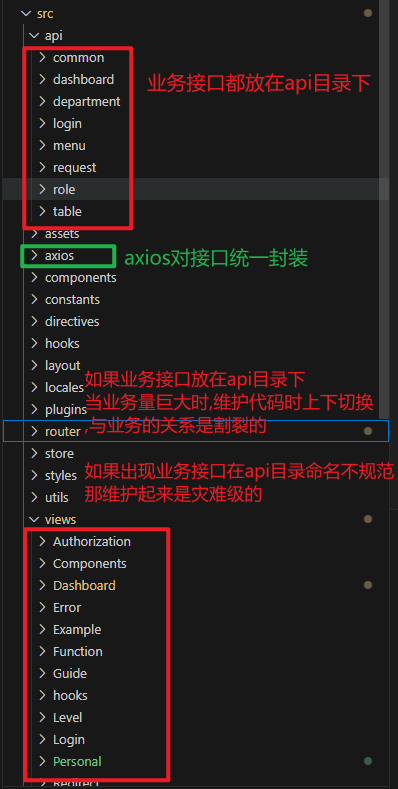 src
api
common
dashboard
业务接口都放在api目录下
department
login
menu
request
role
table
assets
axios
axios对接口统一封装
components
constants
directives
hooks
layout
locales
如果业务接口放在api目录下
plugins
当业务量巨大时,维护代码时上下切换
router
,与业务的关系是割裂的
store
styles
如果出现业务接口在api目录命名不规范
utils
那维护起来是灾难级的
views
Authorization
Components
Dashboard
Error
Example
Function
Guide
hooks
Level
Login
Personal
Redirect